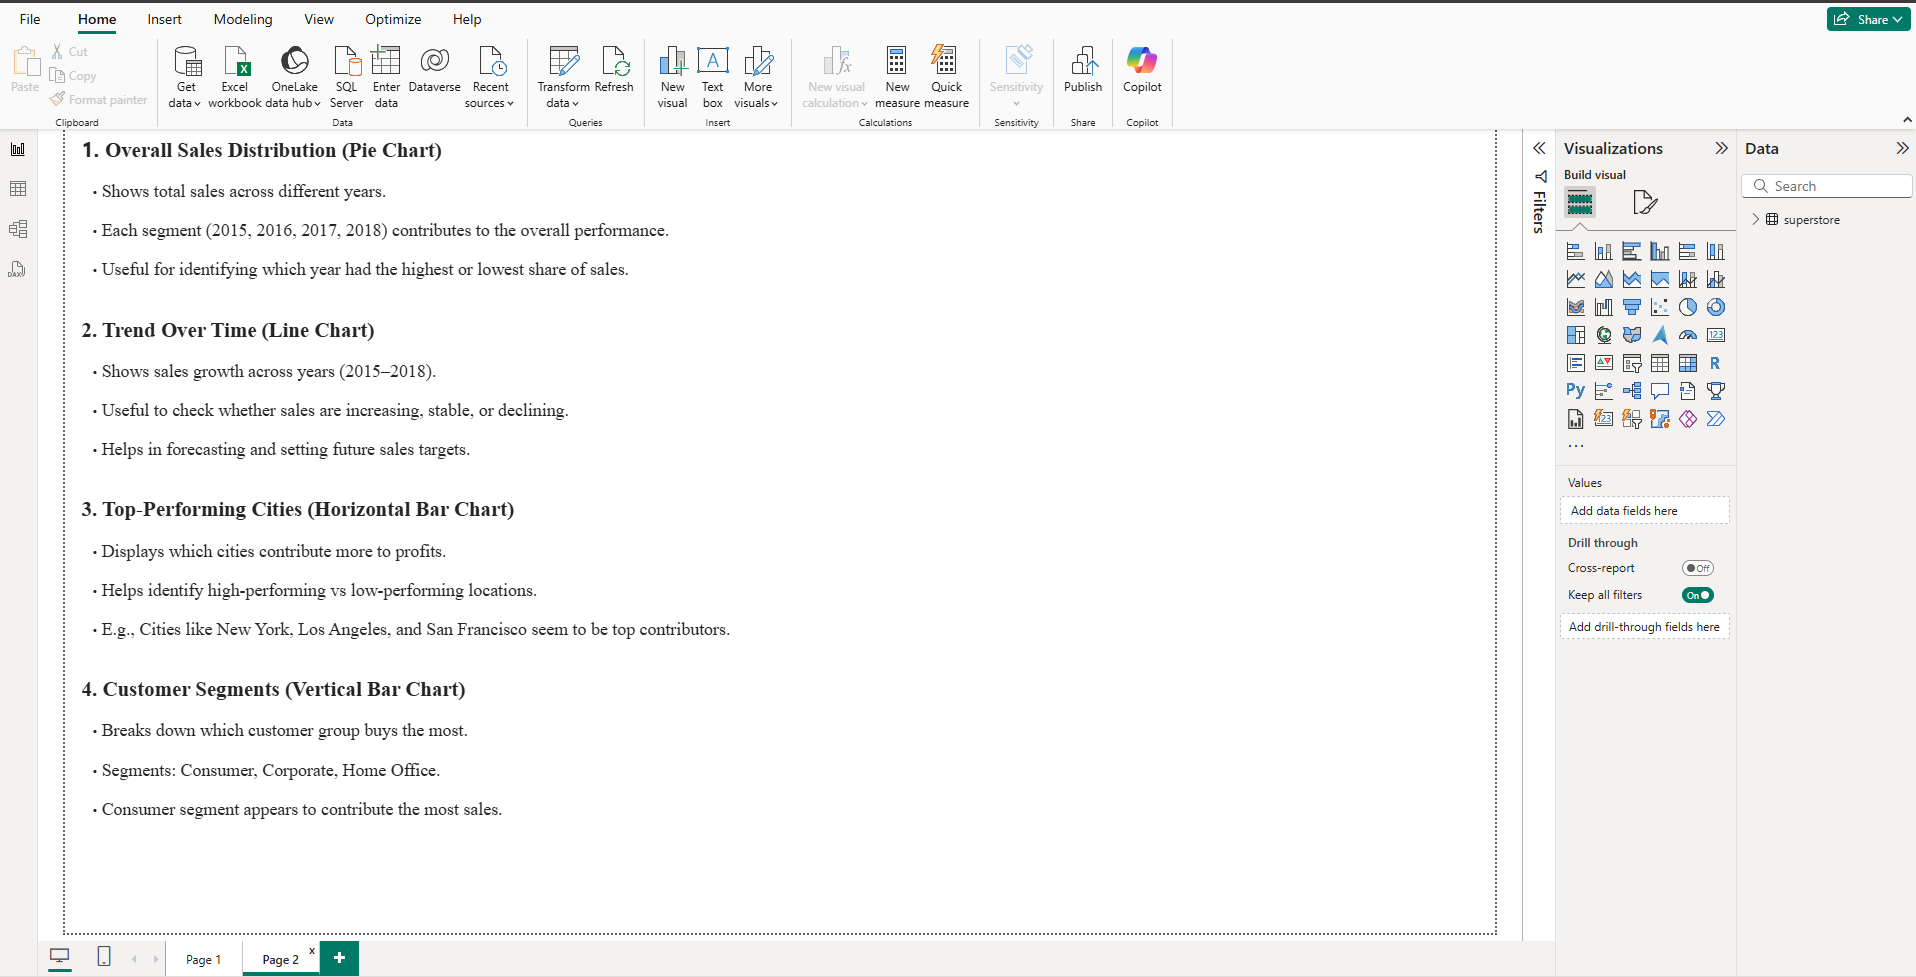 File Home Insert Modeling View Optimize Help
Share
Paste
Cut
Copy
Format painter
Clipboard
Get data
Excel workbook
OneLake data hub
SQL Server
Enter data
Dataverse
Recent sources
Data
Transform data
Refresh
Queries
New visual
Text box
More visuals
Insert
New visual calculation
New measure
Quick measure
Calculations
Sensitivity
Sensitivity
Publish
Share
Copilot
Copilot
1. Overall Sales Distribution (Pie Chart)
• Shows total sales across different years.
• Each segment (2015, 2016, 2017, 2018) contributes to the overall performance.
• Useful for identifying which year had the highest or lowest share of sales.
2. Trend Over Time (Line Chart)
• Shows sales growth across years (2015–2018).
• Useful to check whether sales are increasing, stable, or declining.
• Helps in forecasting and setting future sales targets.
3. Top-Performing Cities (Horizontal Bar Chart)
• Displays which cities contribute more to profits.
• Helps identify high-performing vs low-performing locations.
• E.g., Cities like New York, Los Angeles, and San Francisco seem to be top contributors.
4. Customer Segments (Vertical Bar Chart)
• Breaks down which customer group buys the most.
• Segments: Consumer, Corporate, Home Office.
• Consumer segment appears to contribute the most sales.
Filters
Visualizations
Build visual
123
R
Py
123
Values
Add data fields here
Drill through
Cross-report Off
Keep all filters On
Add drill-through fields here
Data
Search
superstore
DAX
Page 1
Page 2 x
+